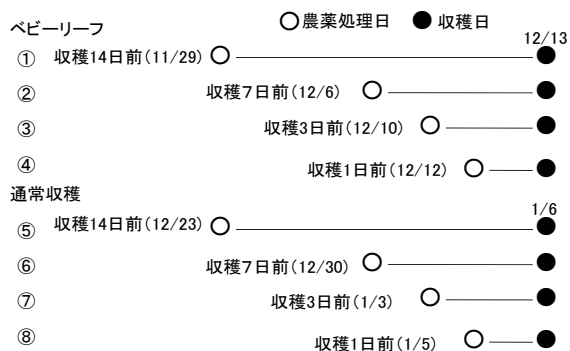 ○農薬処理日 ●収穫日
ベビーリーフ
12/13
① 収穫14日前(11/29)
② 収穫7日前(12/6)
③ 収穫3日前(12/10)
④ 収穫1日前(12/12)
通常収穫
1/6
⑤ 収穫14日前(12/23)
⑥ 収穫7日前(12/30)
⑦ 収穫3日前(1/3)
⑧ 収穫1日前(1/5)